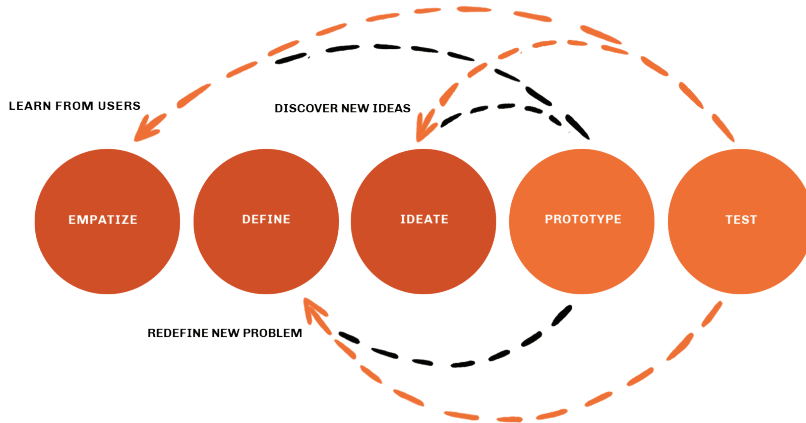 LEARN FROM USERS
DISCOVER NEW IDEAS
EMPATIZE
DEFINE
IDEATE
PROTOTYPE
TEST
REDEFINE NEW PROBLEM